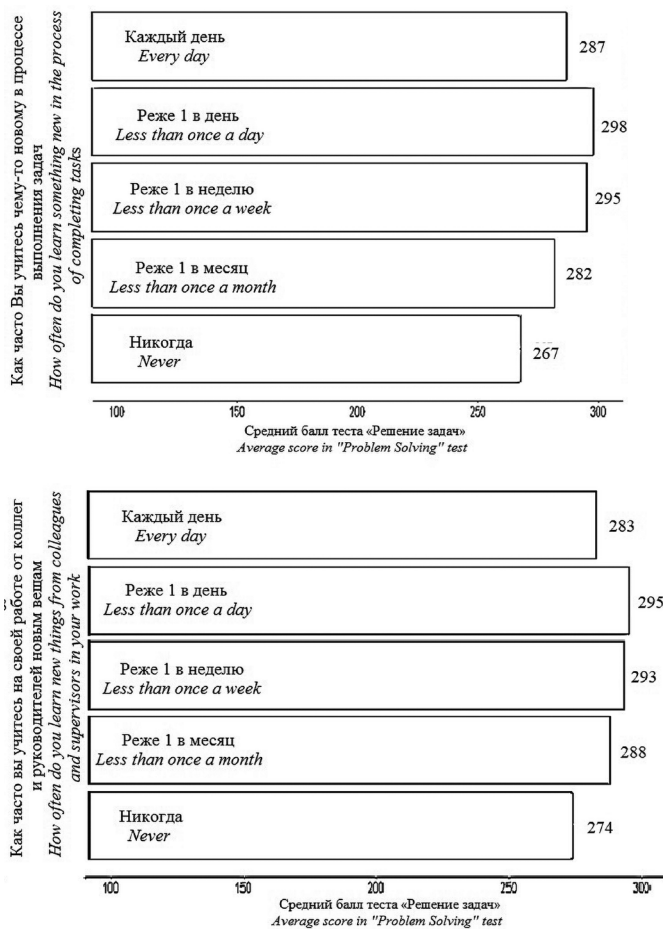 Как часто Вы учитесь чему-то новому в процессе
выполнения задач
How often do you learn something new in the process
of completing tasks
Каждый день
Every day
287
Реже 1 в день
Less than once a day
298
Реже 1 в неделю
Less than once a week
295
Реже 1 в месяц
Less than once a month
282
Никогда
Never
267
100 150 200 250 300
Средний балл теста «Решение задач»
Average score in "Problem Solving" test
Как часто вы учитесь на своей работе от коллег
и руководителей новым вещам
How often do you learn new things from colleagues
and supervisors in your work
Каждый день
Every day
283
Реже 1 в день
Less than once a day
295
Реже 1 в неделю
Less than once a week
293
Реже 1 в месяц
Less than once a month
288
Никогда
Never
274
100 150 200 250 300
Средний балл теста «Решение задач»
Average score in "Problem Solving" test